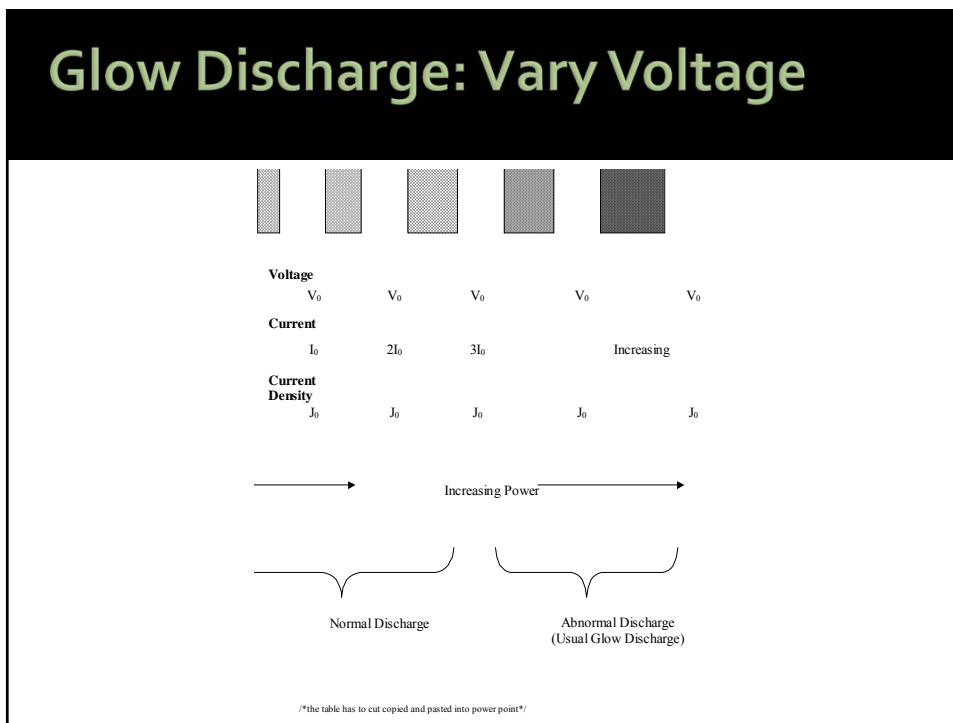 Glow Discharge: Vary Voltage
Voltage
V₀ V₀ V₀ V₀ V₀
Current
I₀ 2I₀ 3I₀ Increasing
Current
Density
J₀ J₀ J₀ J₀ J₀
Increasing Power
Normal Discharge
Abnormal Discharge
(Usual Glow Discharge)
/*the table has to cut copied and pasted into power point*/